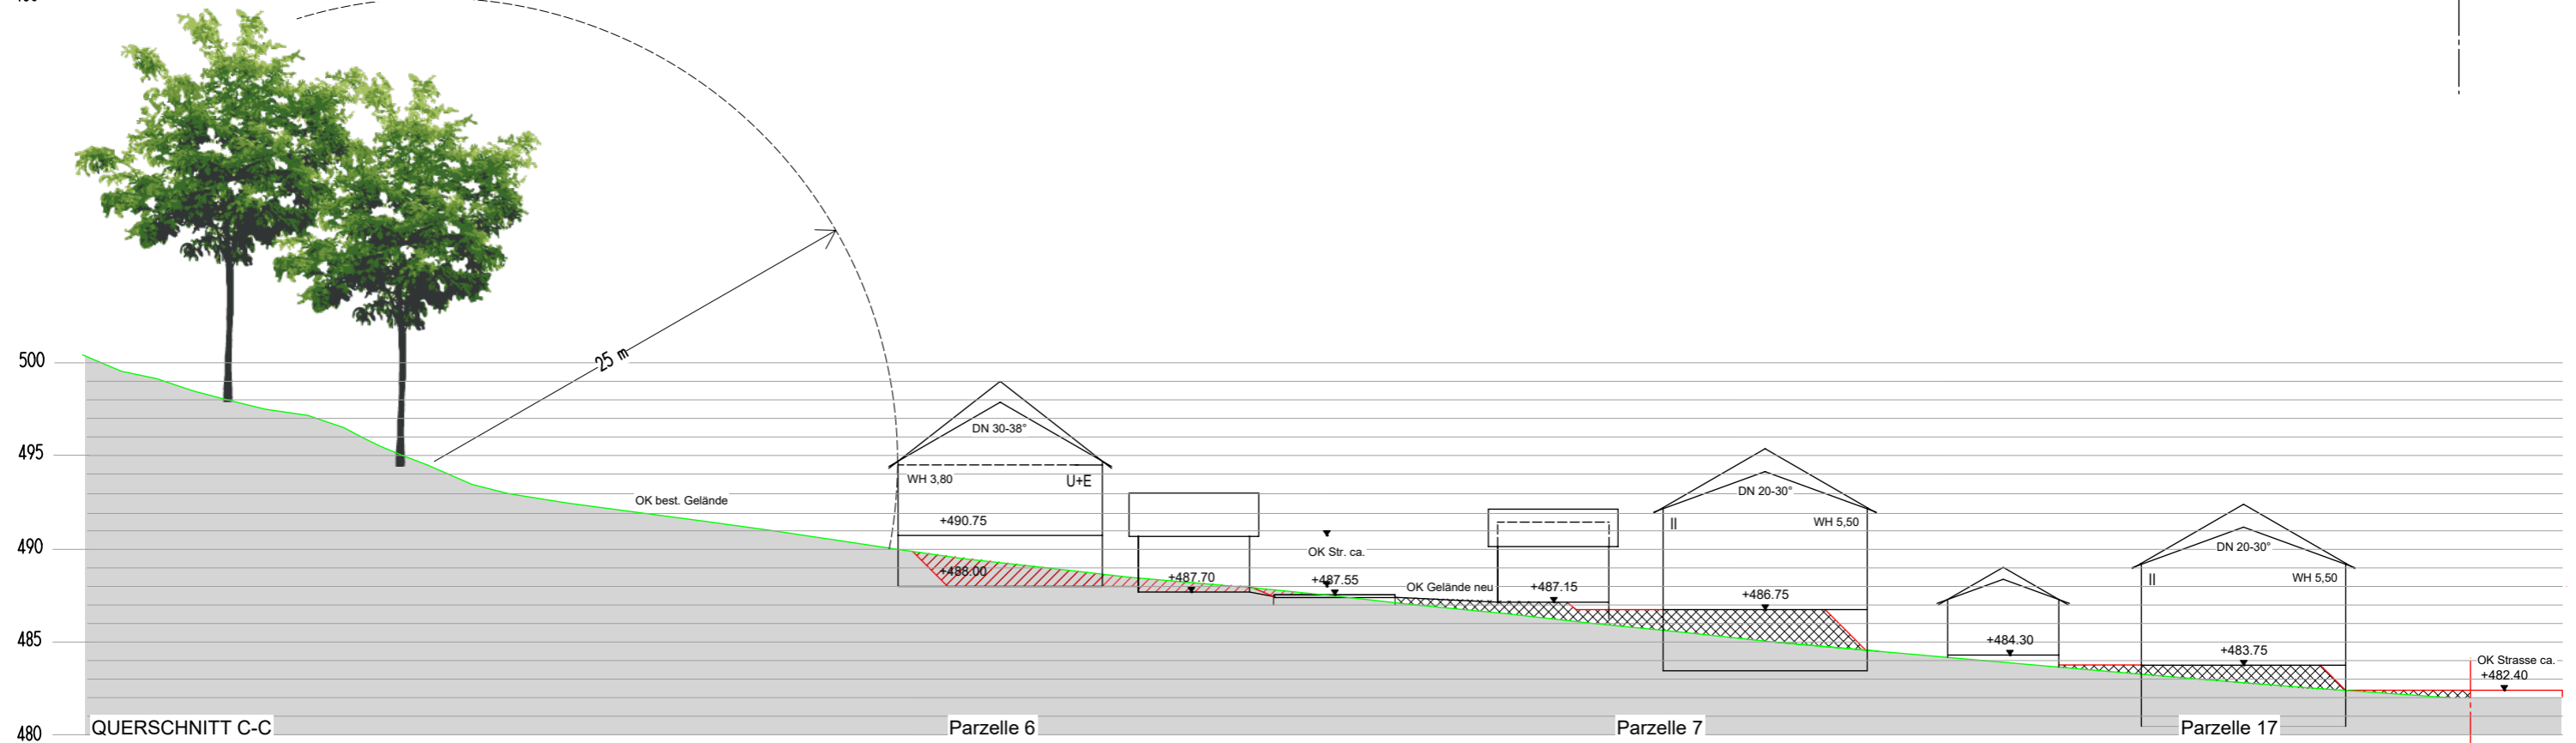 25 m
500
495
490
485
480
OK best. Gelände
DN 30-38°
WH 3,80
U+E
+490.75
+488.00
+487.70
OK Str. ca.
+487.55
OK Gelände neu
+487.15
DN 20-30°
II
WH 5,50
+486.75
+484.30
DN 20-30°
II
WH 5,50
+483.75
OK Strasse ca.
+482.40
QUERSCHNITT C-C
Parzelle 6
Parzelle 7
Parzelle 17